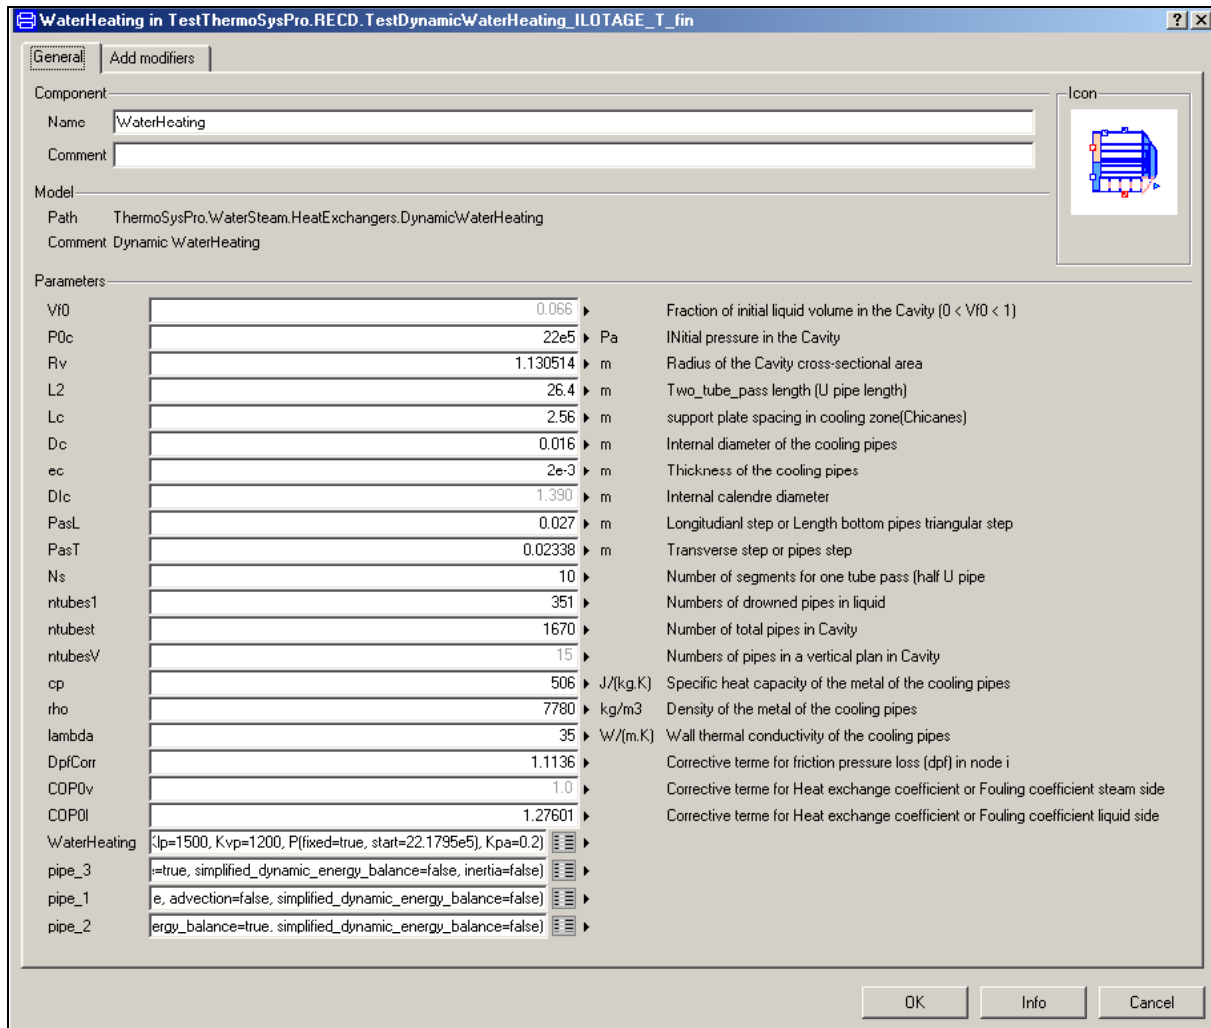 WaterHeating in TestThermoSysPro.RECD.TestDynamicWaterHeating_ILOTAGE_T_fin
General Add modifiers
Component
Icon
Name WaterHeating
Comment
Model
Path ThermoSysPro.WaterSteam.HeatExchangers.DynamicWaterHeating
Comment Dynamic WaterHeating
Parameters
Vf0 0.066 Fraction of initial liquid volume in the Cavity (0 < Vf0 < 1)
P0c 22e5 Pa INitial pressure in the Cavity
Rv 1.130514 m Radius of the Cavity cross-sectional area
L2 26.4 m Two_tube_pass length (U pipe length)
Lc 2.56 m support plate spacing in cooling zone(Chicanes)
Dc 0.016 m Internal diameter of the cooling pipes
ec 2e-3 m Thickness of the cooling pipes
DIc 1.390 m Internal calendre diameter
PasL 0.027 m Longitudianl step or Length bottom pipes triangular step
PasT 0.02338 m Transverse step or pipes step
Ns 10 Number of segments for one tube pass (half U pipe
ntubes1 351 Numbers of drowned pipes in liquid
ntubest 1670 Number of total pipes in Cavity
ntubesV 15 Numbers of pipes in a vertical plan in Cavity
cp 506 J/(kg.K) Specific heat capacity of the metal of the cooling pipes
rho 7780 kg/m3 Density of the metal of the cooling pipes
lambda 35 W/(m.K) Wall thermal conductivity of the cooling pipes
DpfCorr 1.1136 Corrective terme for friction pressure loss (dpf) in node i
COP0v 1.0 Corrective terme for Heat exchange coefficient or Fouling coefficient steam side
COP0l 1.27601 Corrective terme for Heat exchange coefficient or Fouling coefficient liquid side
WaterHeating Klp=1500, Kvp=1200, P(fixed=true, start=22.1795e5), Kpa=0.2)
pipe_3 =true, simplified_dynamic_energy_balance=false, inertia=false)
pipe_1 e, advection=false, simplified_dynamic_energy_balance=false)
pipe_2 ergy_balance=true, simplified_dynamic_energy_balance=false)
OK Info Cancel